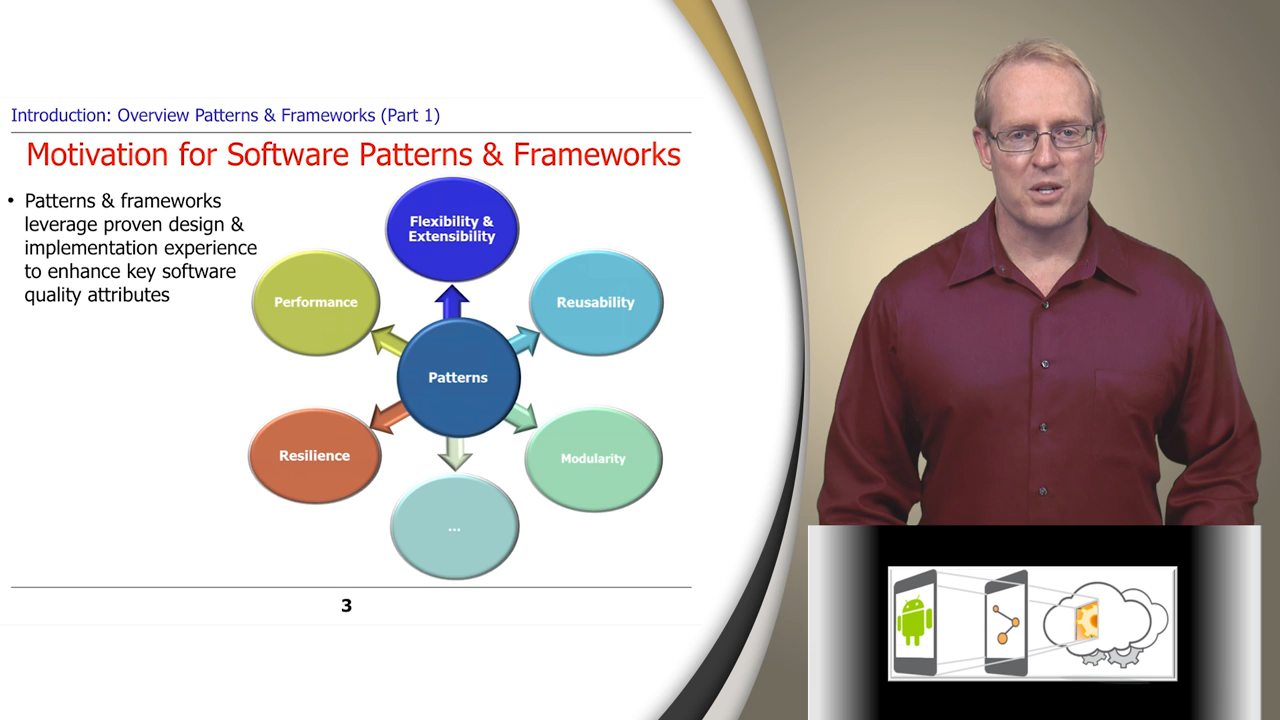 Introduction: Overview Patterns & Frameworks (Part 1)
Motivation for Software Patterns & Frameworks
• Patterns & frameworks
leverage proven design &
implementation experience
to enhance key software
quality attributes
Flexibility &
Extensibility
Performance
Reusability
Patterns
Resilience
Modularity
...
3